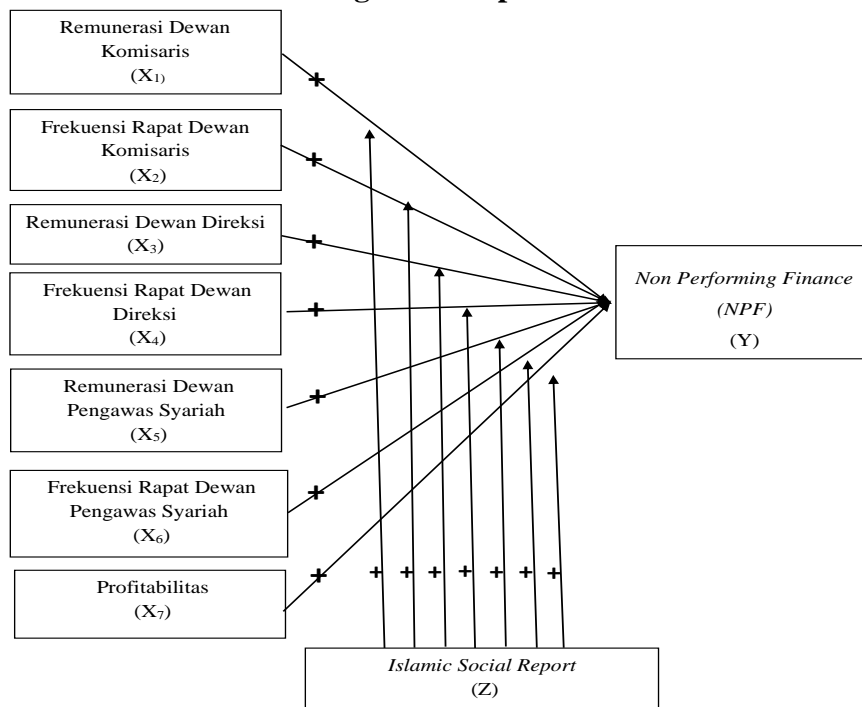 Remunerasi Dewan
Komisaris
(X₁)
+
Frekuensi Rapat Dewan
Komisaris
(X₂)
+
Remunerasi Dewan Direksi
(X₃)
+
Frekuensi Rapat Dewan
Direksi
(X₄)
+
Remunerasi Dewan
Pengawas Syariah
(X₅)
+
Frekuensi Rapat Dewan
Pengawas Syariah
(X₆)
+
Profitabilitas
(X₇)
+
+ + + + + + +
Non Performing Finance
(NPF)
(Y)
Islamic Social Report
(Z)